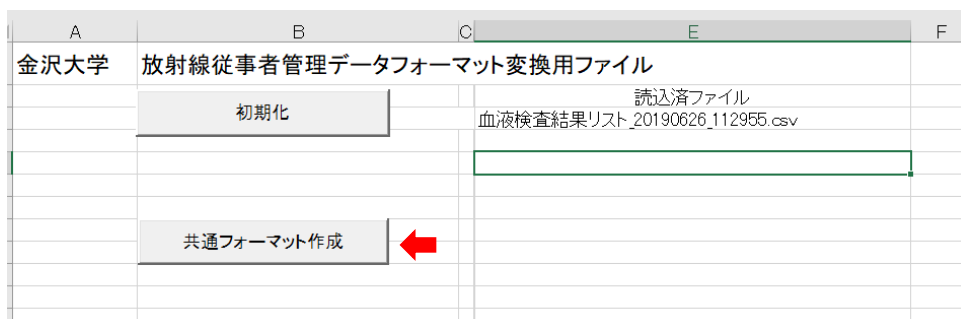 A B C E F
金沢大学 放射線従事者管理データフォーマット変換用ファイル
初期化
読込済ファイル
血液検査結果リスト_20190626_112955.csv
共通フォーマット作成